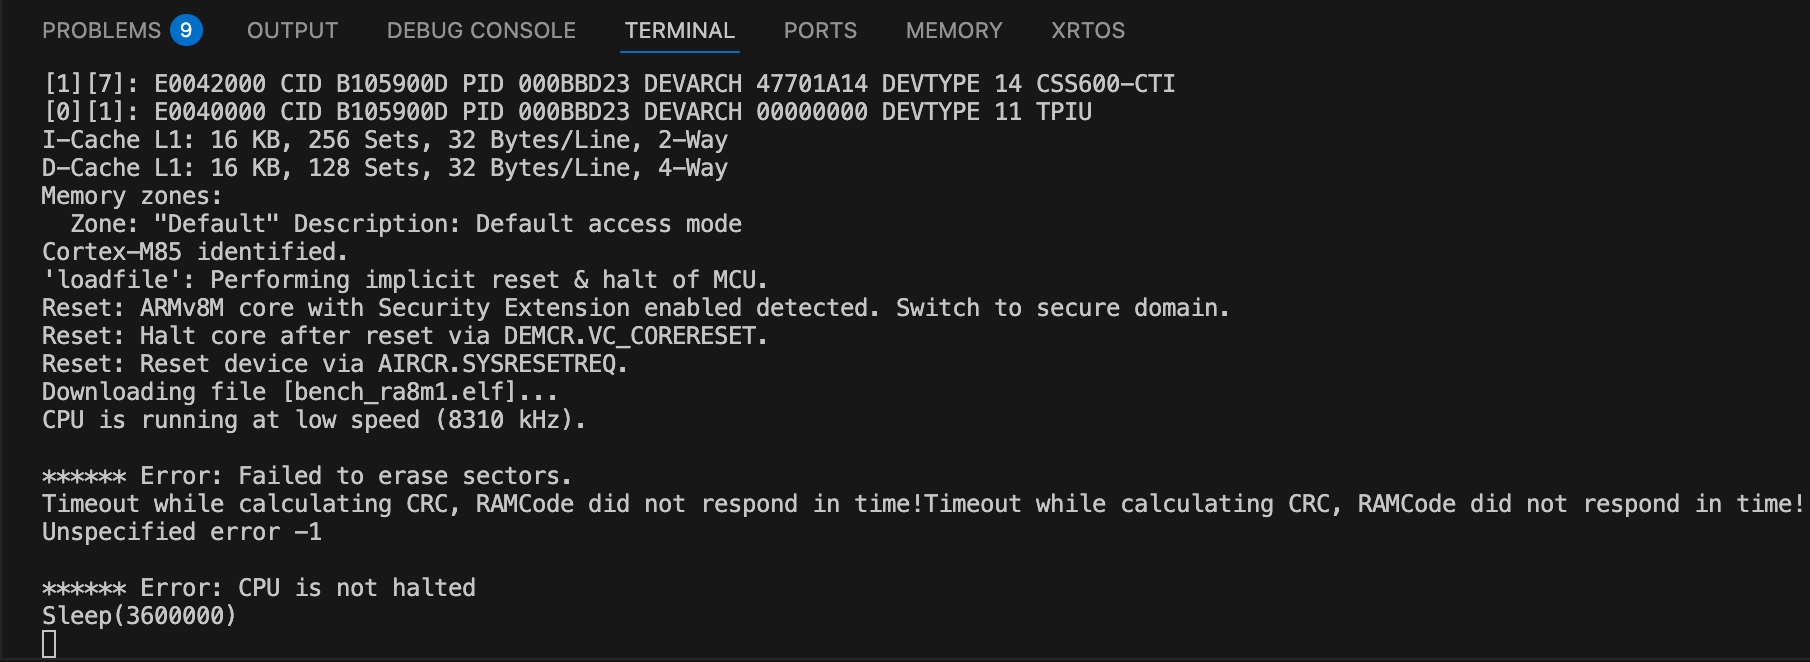 PROBLEMS 9 OUTPUT DEBUG CONSOLE TERMINAL PORTS MEMORY XRTOS
[1][7]: E0042000 CID B105900D PID 000BBD23 DEVARCH 47701A14 DEVTYPE 14 CSS600-CTI
[0][1]: E0040000 CID B105900D PID 000BBD23 DEVARCH 00000000 DEVTYPE 11 TPIU
I-Cache L1: 16 KB, 256 Sets, 32 Bytes/Line, 2-Way
D-Cache L1: 16 KB, 128 Sets, 32 Bytes/Line, 4-Way
Memory zones:
  Zone: "Default" Description: Default access mode
Cortex-M85 identified.
'loadfile': Performing implicit reset & halt of MCU.
Reset: ARMv8M core with Security Extension enabled detected. Switch to secure domain.
Reset: Halt core after reset via DEMCR.VC_CORERESET.
Reset: Reset device via AIRCR.SYSRESETREQ.
Downloading file [bench_ra8m1.elf]...
CPU is running at low speed (8310 kHz).
****** Error: Failed to erase sectors.
Timeout while calculating CRC, RAMCode did not respond in time!Timeout while calculating CRC, RAMCode did not respond in time!
Unspecified error -1
****** Error: CPU is not halted
Sleep(3600000)